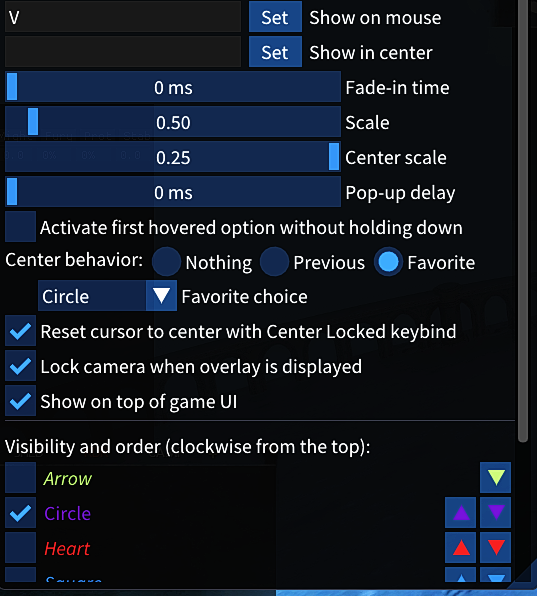 V Set Show on mouse
Set Show in center
0 ms Fade-in time
0.50 Scale
0.25 Center scale
0 ms Pop-up delay
Activate first hovered option without holding down
Center behavior: Nothing Previous Favorite
Circle Favorite choice
Reset cursor to center with Center Locked keybind
Lock camera when overlay is displayed
Show on top of game UI
Visibility and order (clockwise from the top):
Arrow
Circle
Heart
Square